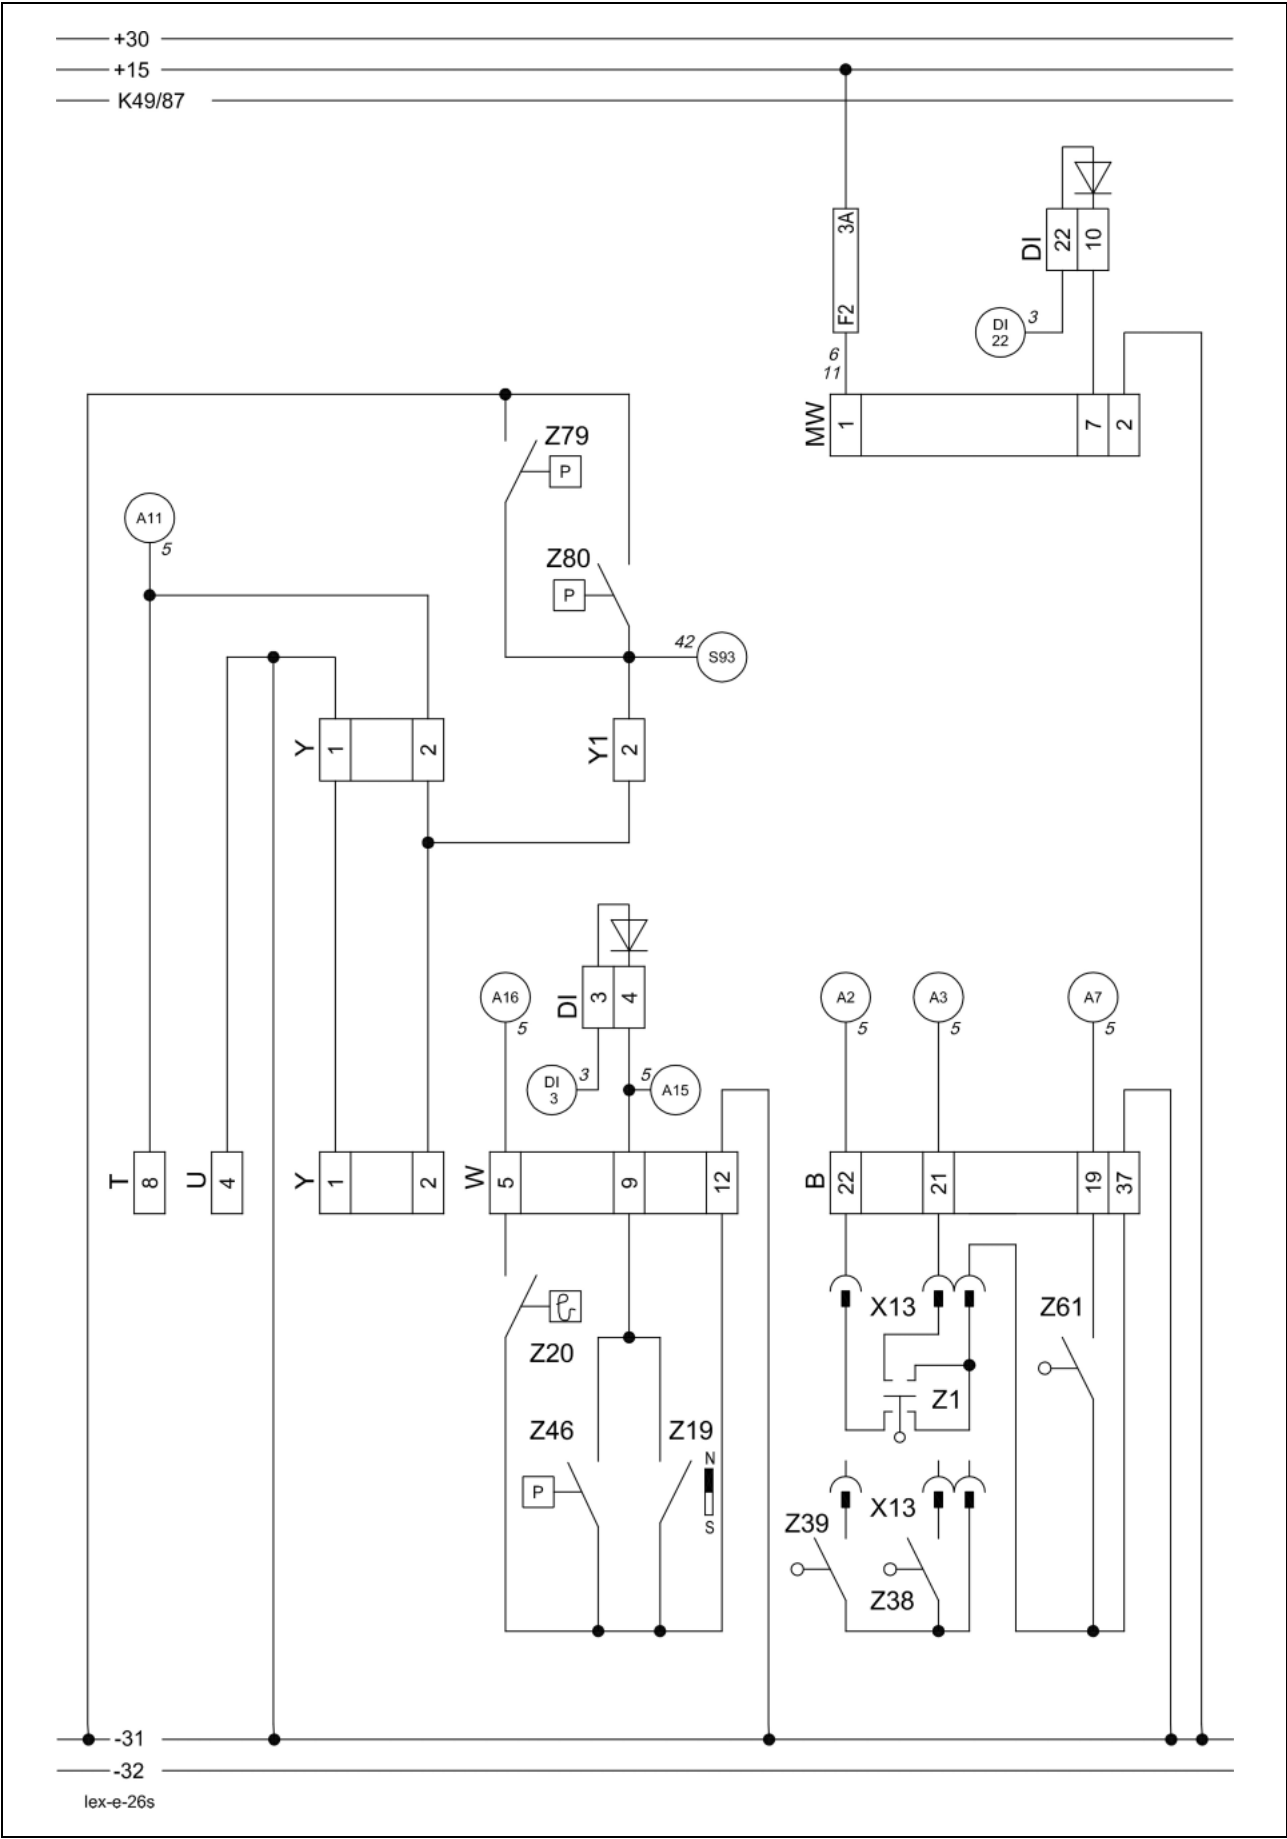 +30
+15
K49/87
3A
F2
6
11
DI
22
10
DI
22
3
MW
1
7
2
Z79
P
A11
5
Z80
P
42
S93
Y
1
2
Y1
2
A16
5
DI
3
4
DI
3
3
5
A15
A2
5
A3
5
A7
5
T
8
U
4
Y
1
2
W
5
9
12
B
22
21
19
37
X13
Z61
Z20
Z1
Z46
P
Z19
N
S
X13
Z39
Z38
-31
-32
lex-e-26s